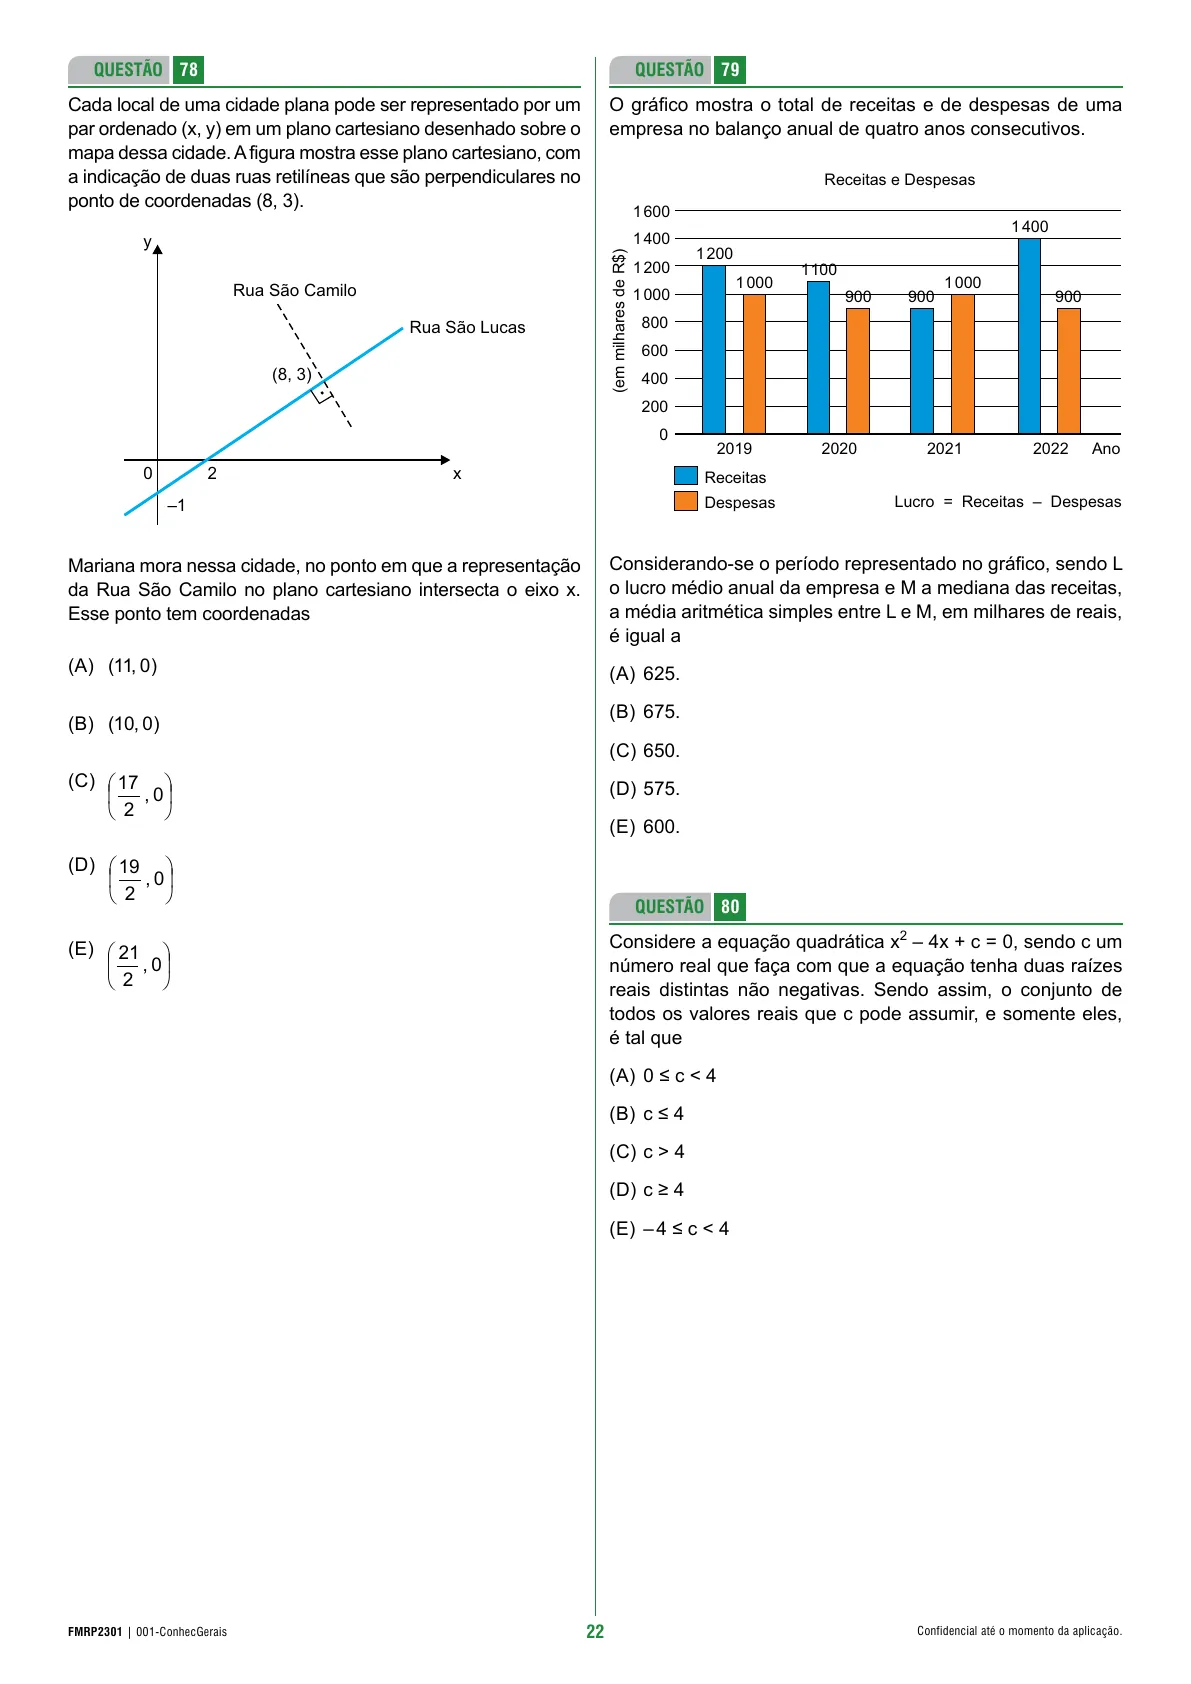 QUESTÃO 78
Cada local de uma cidade plana pode ser representado por um
par ordenado (x, y) em um plano cartesiano desenhado sobre o
mapa dessa cidade. A figura mostra esse plano cartesiano, com
a indicação de duas ruas retilíneas que são perpendiculares no
ponto de coordenadas (8, 3).
y
Rua São Camilo
Rua São Lucas
(8, 3)
0 2 x
–1
Mariana mora nessa cidade, no ponto em que a representação
da Rua São Camilo no plano cartesiano intersecta o eixo x.
Esse ponto tem coordenadas
(A) (11, 0)
(B) (10, 0)
(C) (17/2, 0)
(D) (19/2, 0)
(E) (21/2, 0)
QUESTÃO 79
O gráfico mostra o total de receitas e de despesas de uma
empresa no balanço anual de quatro anos consecutivos.
Receitas e Despesas
(em milhares de R$)
1 600
1 400
1 200
1 000
800
600
400
200
0
1 200 1 000 1 100 900 900 1 000 1 400 900
2019 2020 2021 2022 Ano
Receitas
Despesas Lucro = Receitas – Despesas
Considerando-se o período representado no gráfico, sendo L
o lucro médio anual da empresa e M a mediana das receitas,
a média aritmética simples entre L e M, em milhares de reais,
é igual a
(A) 625.
(B) 675.
(C) 650.
(D) 575.
(E) 600.
QUESTÃO 80
Considere a equação quadrática x² – 4x + c = 0, sendo c um
número real que faça com que a equação tenha duas raízes
reais distintas não negativas. Sendo assim, o conjunto de
todos os valores reais que c pode assumir, e somente eles,
é tal que
(A) 0 ≤ c < 4
(B) c ≤ 4
(C) c > 4
(D) c ≥ 4
(E) – 4 ≤ c < 4
FMRP2301 | 001-ConhecGerais 22 Confidencial até o momento da aplicação.